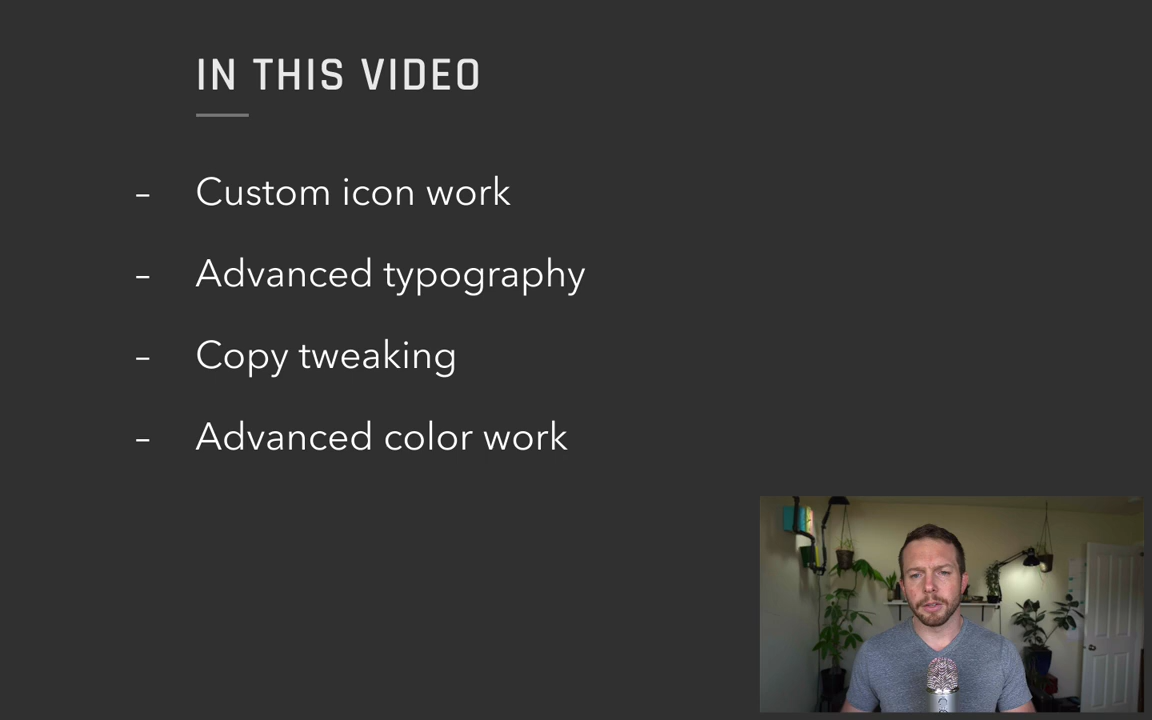 IN THIS VIDEO
– Custom icon work
– Advanced typography
– Copy tweaking
– Advanced color work